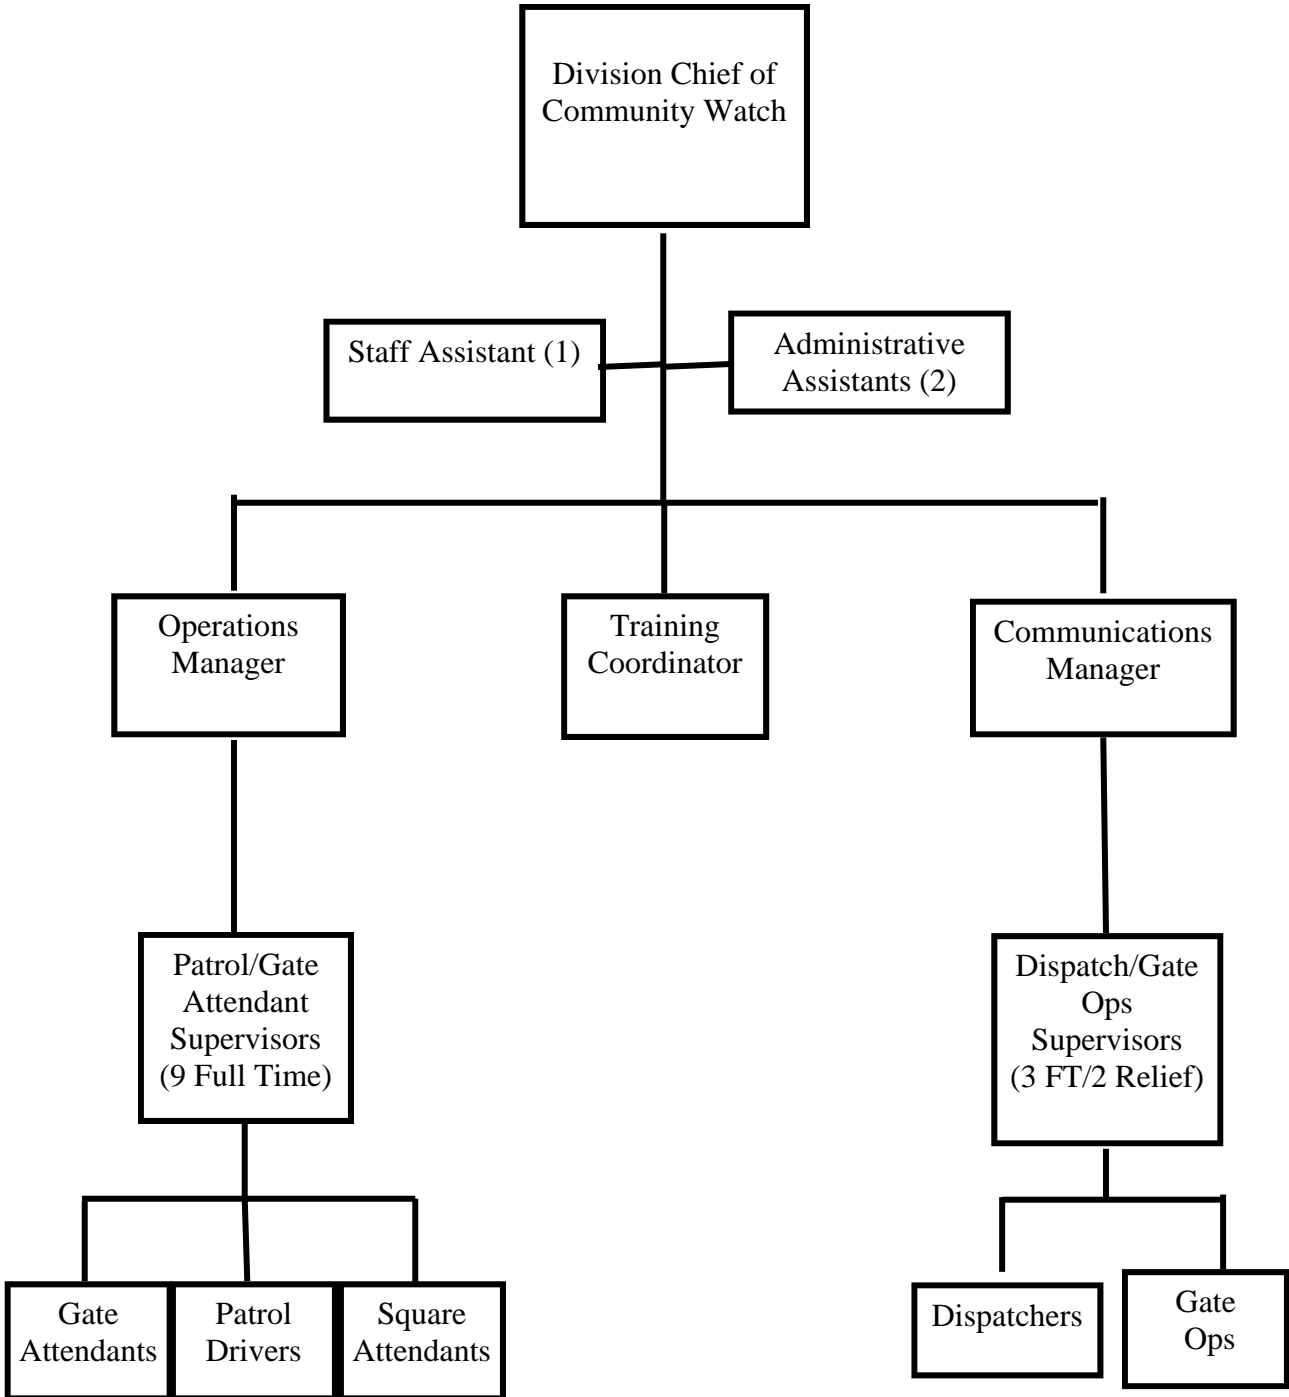 Division Chief of
Community Watch
Staff Assistant (1)
Administrative
Assistants (2)
Operations
Manager
Training
Coordinator
Communications
Manager
Patrol/Gate
Attendant
Supervisors
(9 Full Time)
Dispatch/Gate
Ops
Supervisors
(3 FT/2 Relief)
Gate
Attendants
Patrol
Drivers
Square
Attendants
Dispatchers
Gate
Ops